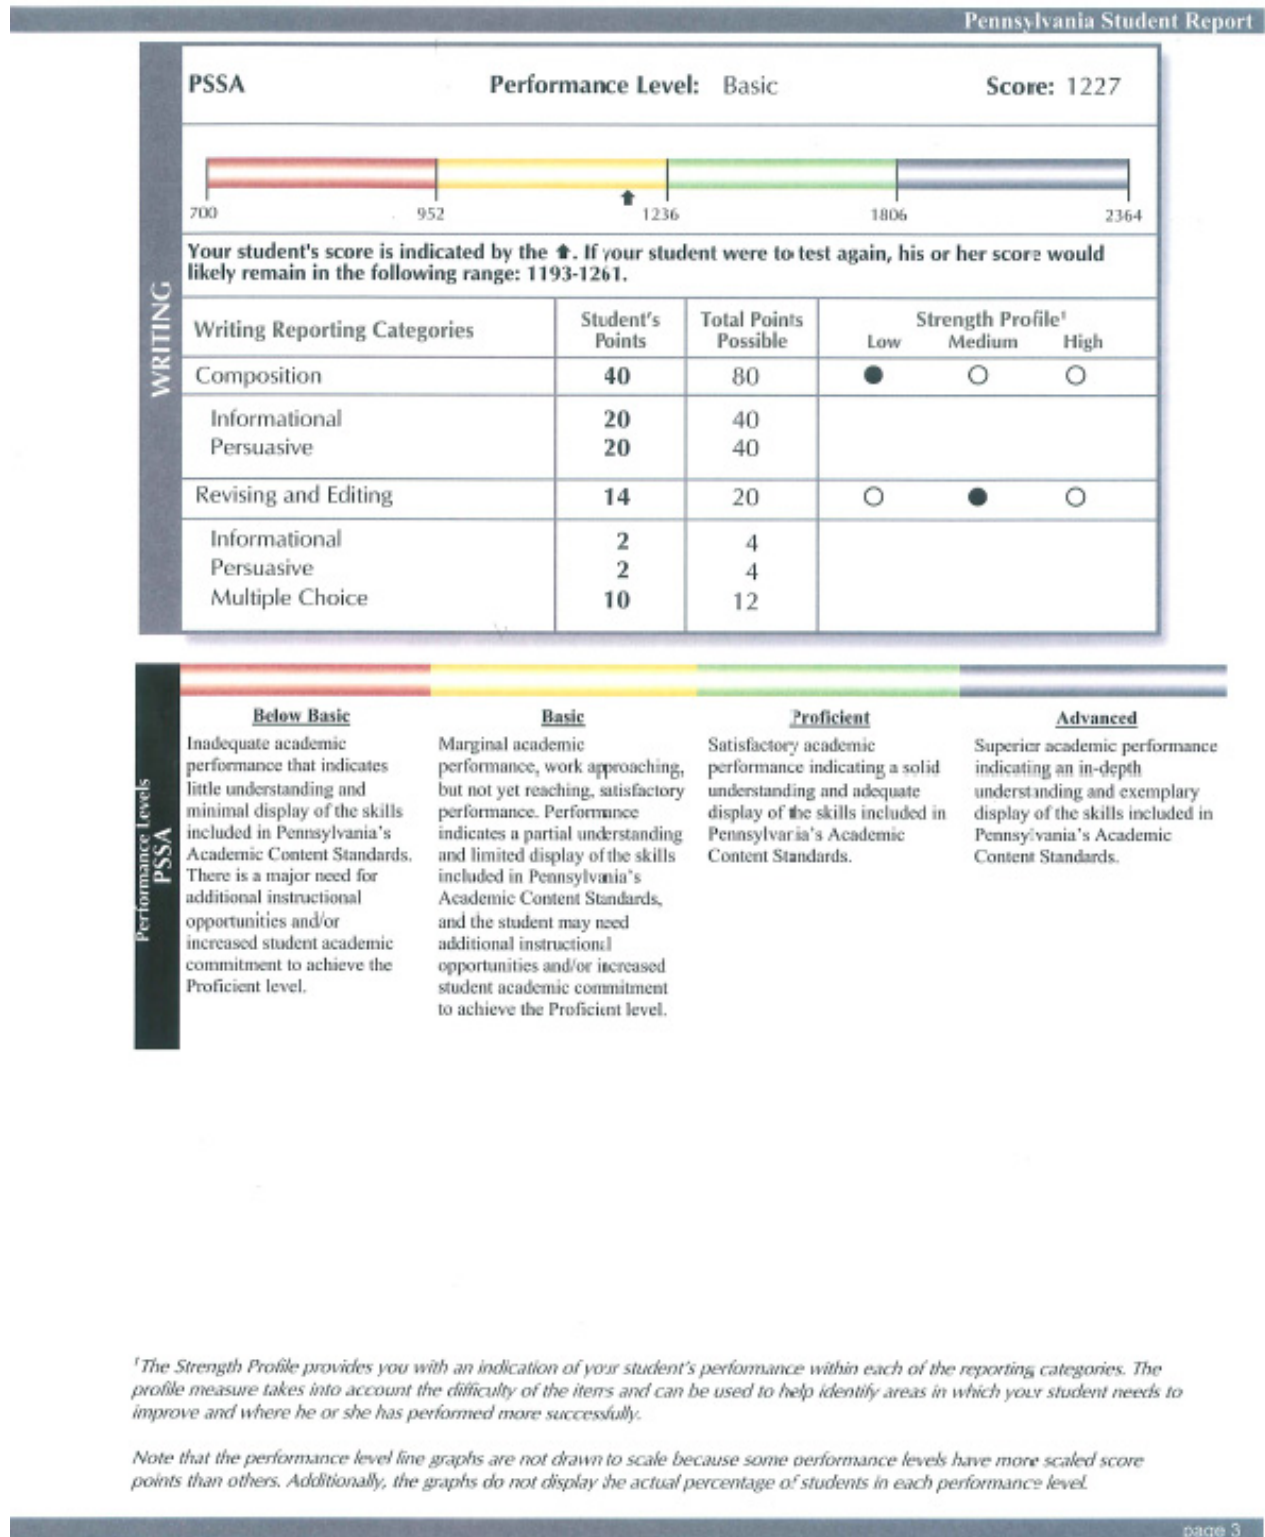 Pennsylvania Student Report
WRITING
PSSA Performance Level: Basic Score: 1227
700 952 1236 1806 2364
Your student's score is indicated by the ⬆. If your student were to test again, his or her score would
likely remain in the following range: 1193-1261.
Writing Reporting Categories Student's Points Total Points Possible Strength Profile¹ Low Medium High
Composition 40 80
Informational 20 40
Persuasive 20 40
Revising and Editing 14 20
Informational 2 4
Persuasive 2 4
Multiple Choice 10 12
Performance Levels
PSSA
Below Basic
Inadequate academic
performance that indicates
little understanding and
minimal display of the skills
included in Pennsylvania's
Academic Content Standards.
There is a major need for
additional instructional
opportunities and/or
increased student academic
commitment to achieve the
Proficient level.
Basic
Marginal academic
performance, work approaching,
but not yet reaching, satisfactory
performance. Performance
indicates a partial understanding
and limited display of the skills
included in Pennsylvania's
Academic Content Standards,
and the student may need
additional instructional
opportunities and/or increased
student academic commitment
to achieve the Proficient level.
Proficient
Satisfactory academic
performance indicating a solid
understanding and adequate
display of the skills included in
Pennsylvania's Academic
Content Standards.
Advanced
Superior academic performance
indicating an in-depth
understanding and exemplary
display of the skills included in
Pennsylvania's Academic
Content Standards.
¹The Strength Profile provides you with an indication of your student's performance within each of the reporting categories. The
profile measure takes into account the difficulty of the items and can be used to help identify areas in which your student needs to
improve and where he or she has performed more successfully.
Note that the performance level line graphs are not drawn to scale because some performance levels have more scaled score
points than others. Additionally, the graphs do not display the actual percentage of students in each performance level.
page 3